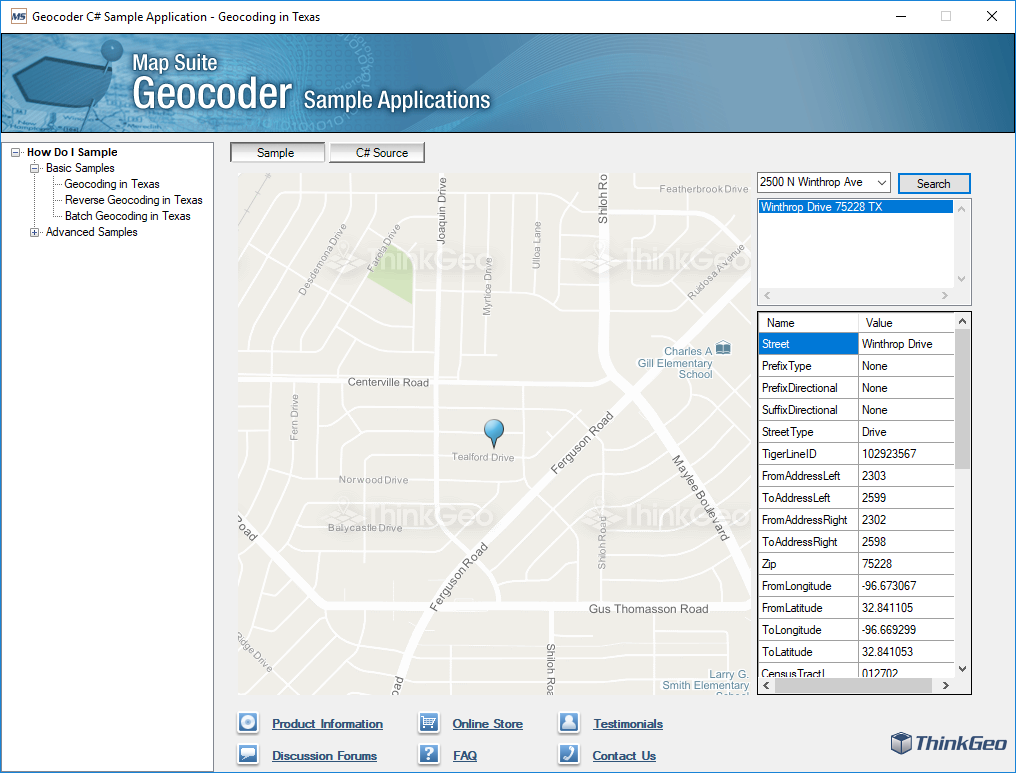 MS Geocoder C# Sample Application - Geocoding in Texas
Map Suite
Geocoder Sample Applications
How Do I Sample
Basic Samples
Geocoding in Texas
Reverse Geocoding in Texas
Batch Geocoding in Texas
Advanced Samples
Sample
C# Source
2500 N Winthrop Ave
Search
Winthrop Drive 75228 TX
Featherbrook Drive
Shiloh Ro
Joaquin Drive
Desdemona Drive
Farola Drive
Ulloa Lane
Myrtice Drive
Ruidosa Avenue
ThinkGeo
ThinkGeo
Charles A
Gill Elementary
School
Centerville Road
Fern Drive
Ferguson Road
Tealford Drive
Maylee Boulevard
Norwood Drive
ThinkGeo
ThinkGeo
Balycastle Drive
Shiloh Road
Road
Ferguson Road
Gus Thomasson Road
Ridge Drive
Shiloh Ro
oad
Larry G.
Smith Elementary
School
Name Value
Street Winthrop Drive
PrefixType None
PrefixDirectional None
SuffixDirectional None
StreetType Drive
TigerLineID 102923567
FromAddressLeft 2303
ToAddressLeft 2599
FromAddressRight 2302
ToAddressRight 2598
Zip 75228
FromLongitude -96.673067
FromLatitude 32.841105
ToLongitude -96.669299
ToLatitude 32.841053
CensusTractL 012702
Product Information
Online Store
Testimonials
Discussion Forums
FAQ
Contact Us
ThinkGeo